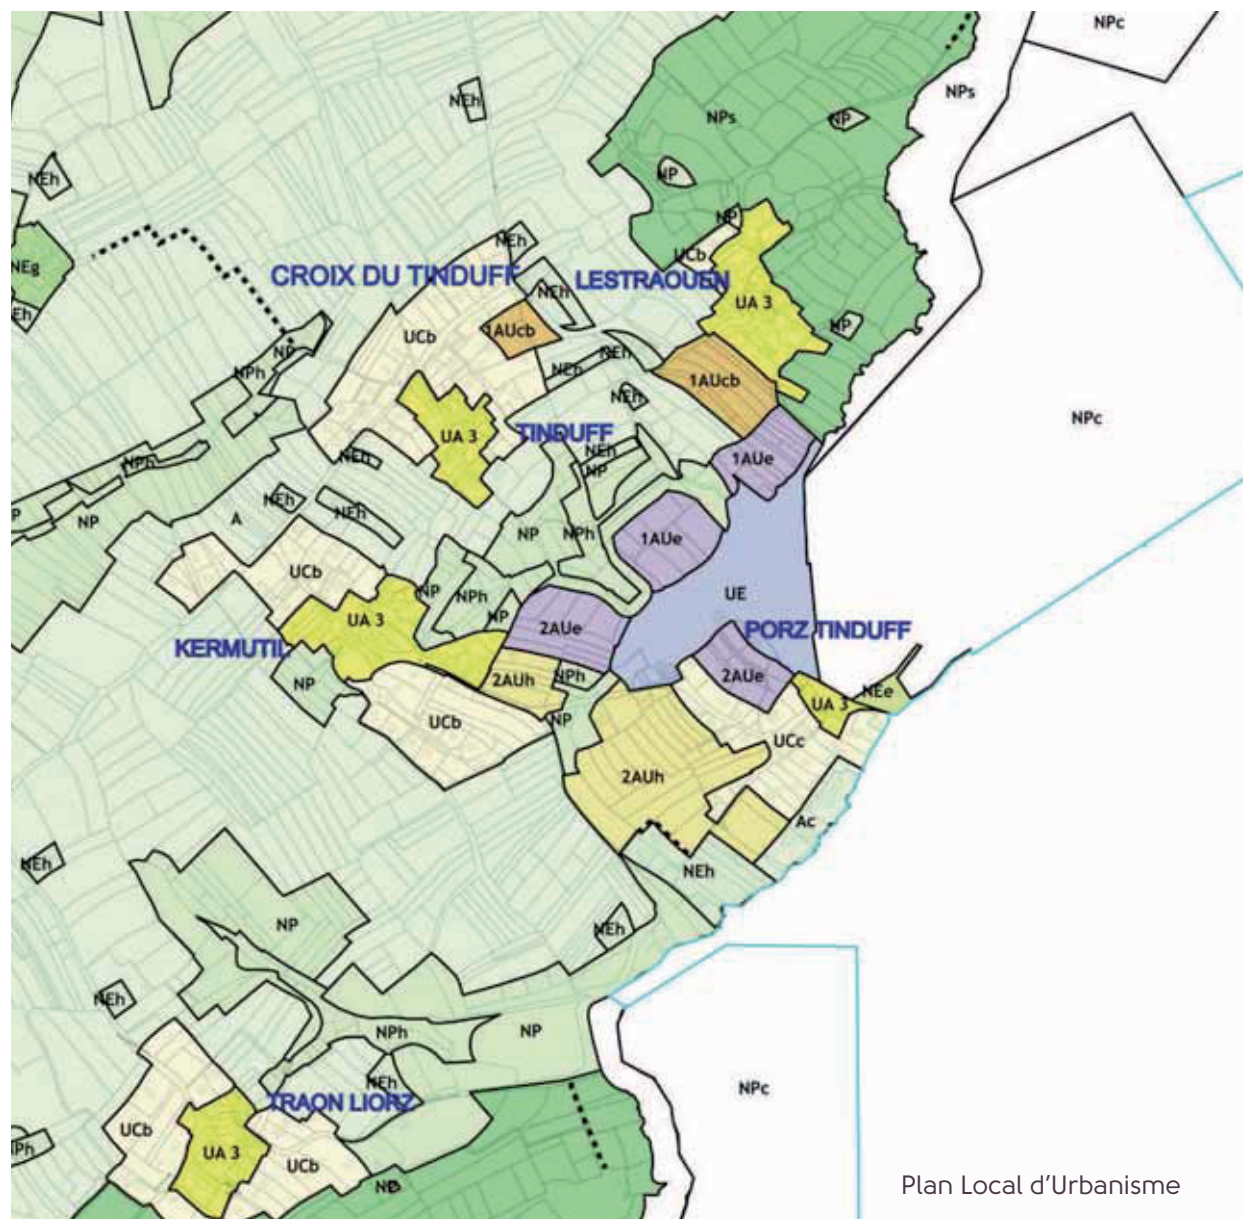 NPc
NPs
NEh
NPs
NP
NEh
NP
NP
NEh
UCb
NEg
CROIX DU TINDUFF
LESTRAOUEN
NEh
UA 3
Eh
1AUcb
NP
UCb
NP
NEh
NEh
NPh
1AUcb
NEh
NPc
UA 3
TINDUFF
NEh
NEh
1AUe
NPh
NP
NEh
NEh
P
NP
A
NP
NPh
1AUe
UCb
NP
NPh
UE
UA 3
NP
2AUe
PORZ TINDUFF
KERMUTIL
NP
2AUh
NPh
2AUe
NEe
UA 3
UCb
NP
UCc
2AUh
Ac
NEh
NEh
NP
NEh
NEh
NPh
NP
NEh
NPc
TRAON LIORZ
UCb
Ph
UA 3
UCb
NP
Plan Local d'Urbanisme